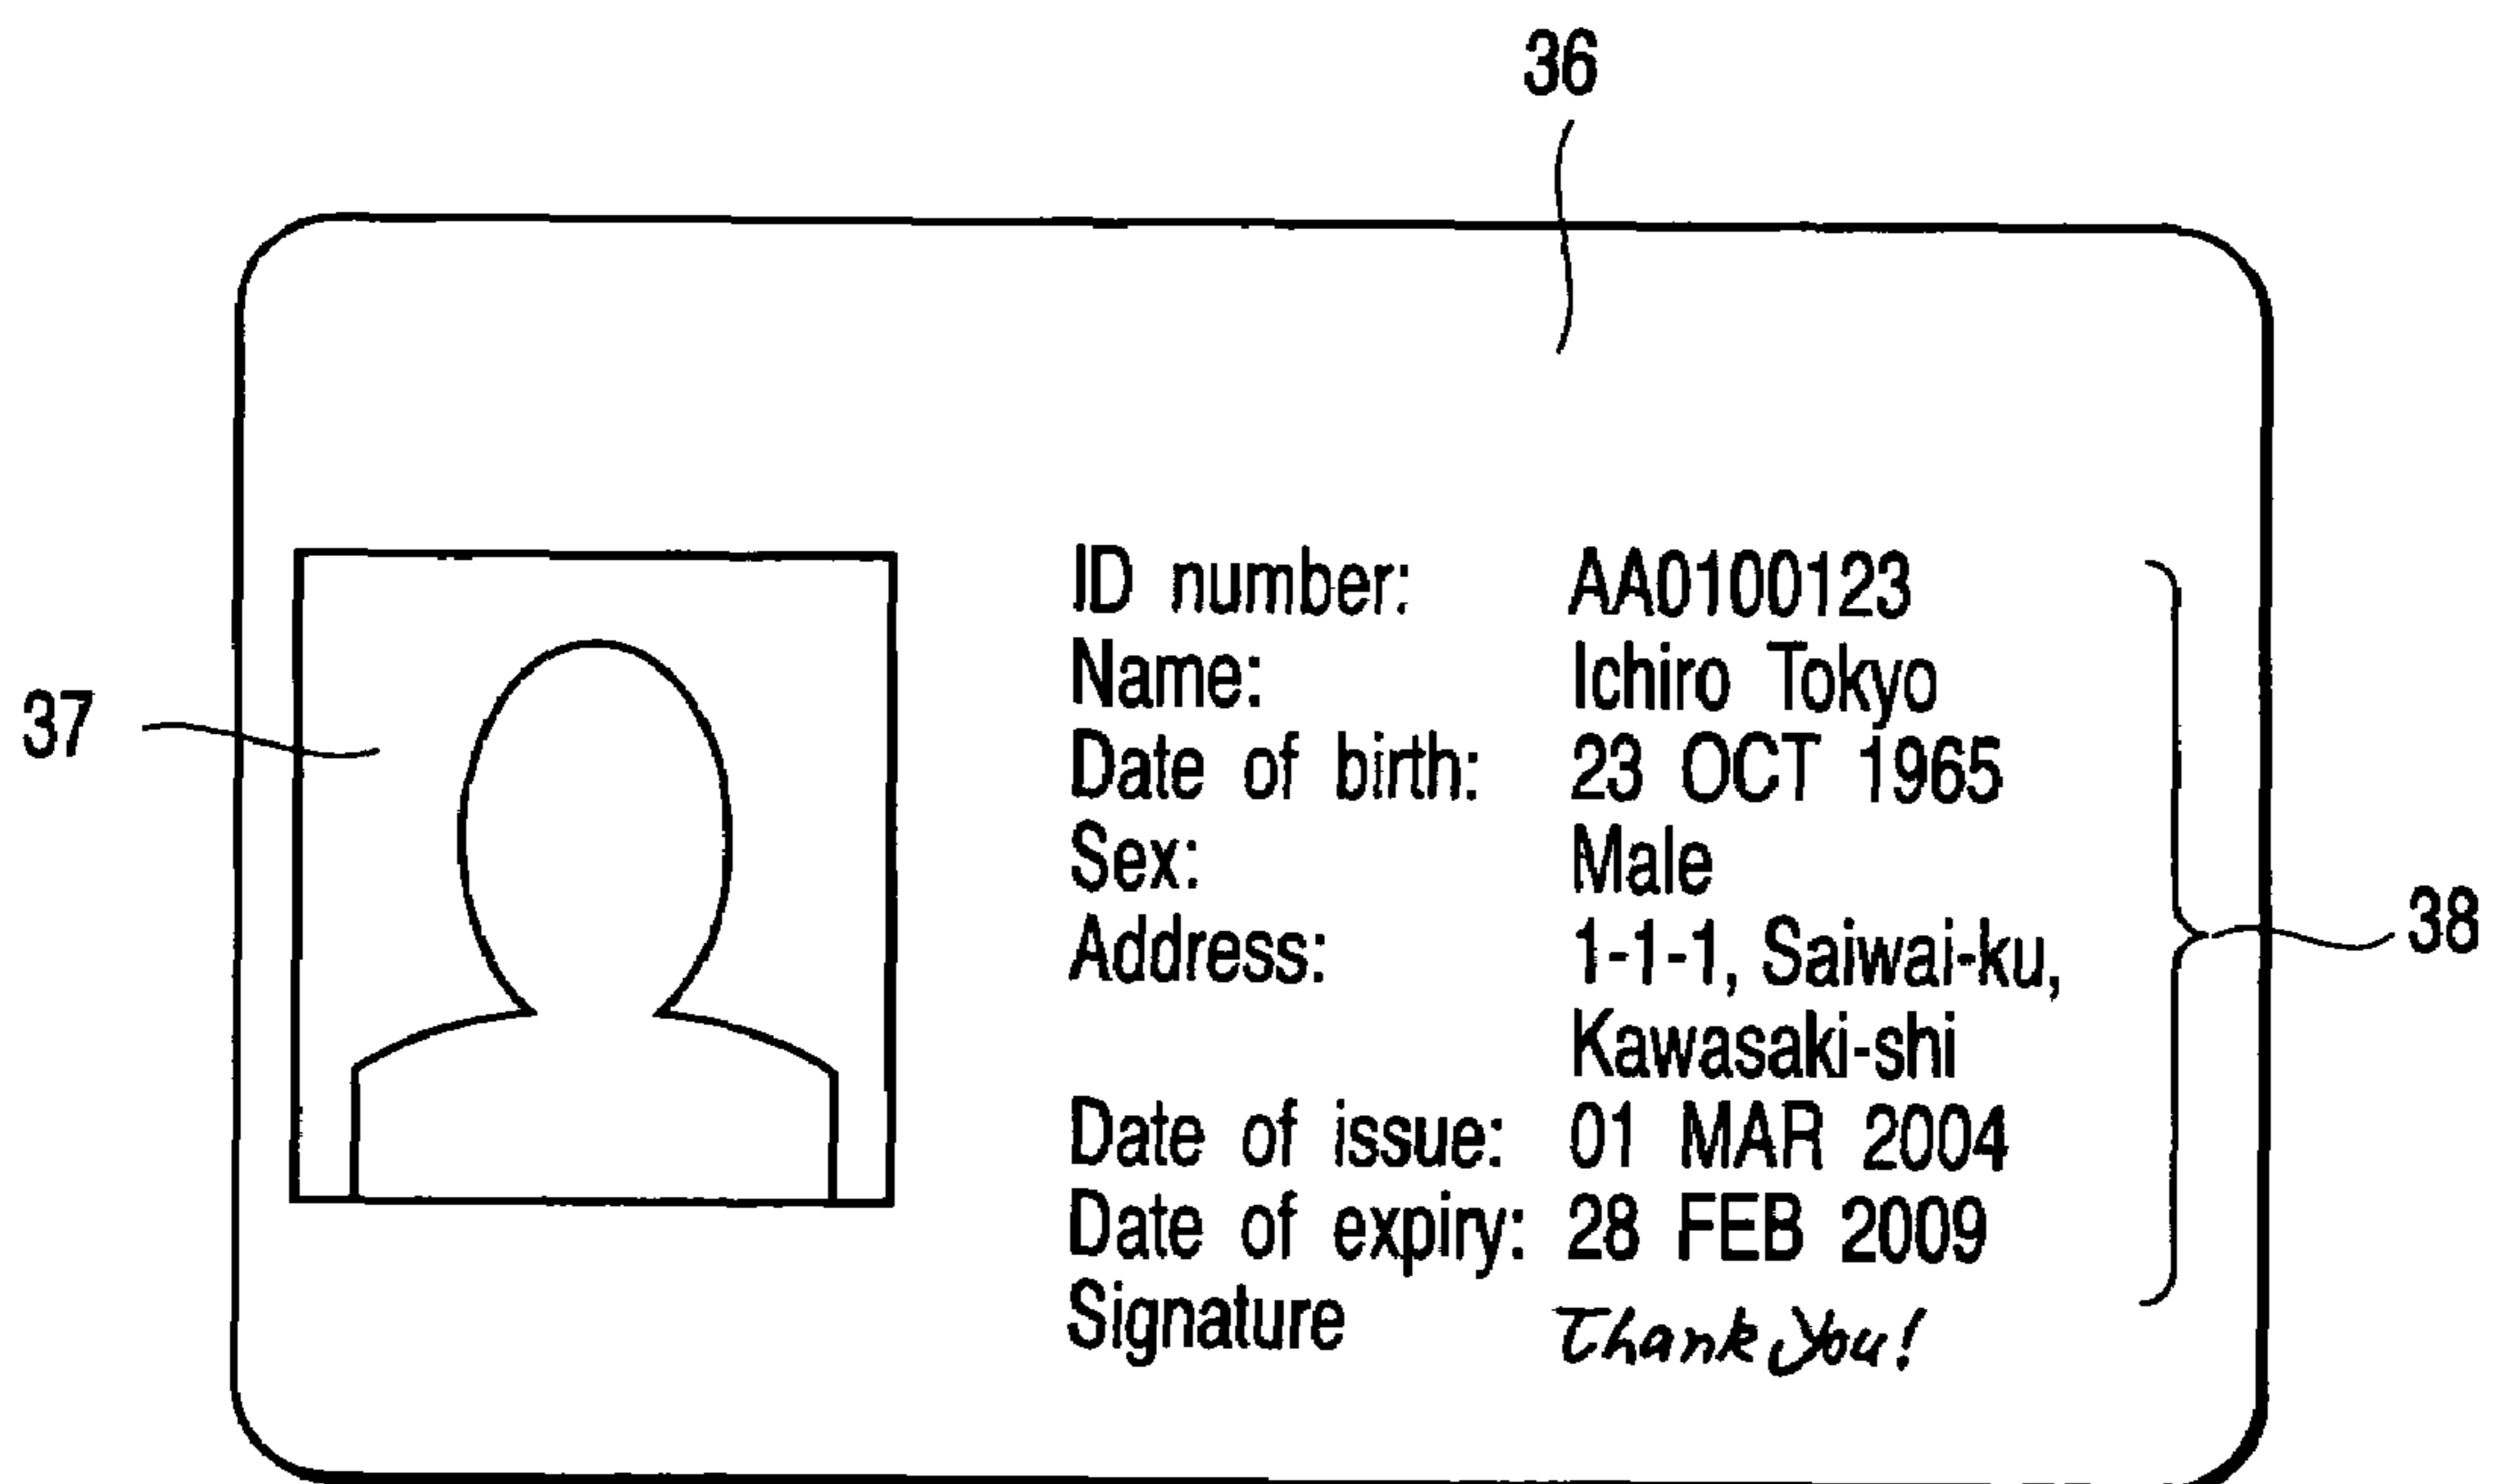 36
ID number: AA0100123
Name: Ichiro Tokyo
37
Date of birth: 23 OCT 1965
Sex: Male
Address: 1-1-1, Saiwai-ku,
38
Kawasaki-shi
Date of issue: 01 MAR 2004
Date of expiry: 28 FEB 2009
Signature Thank You!